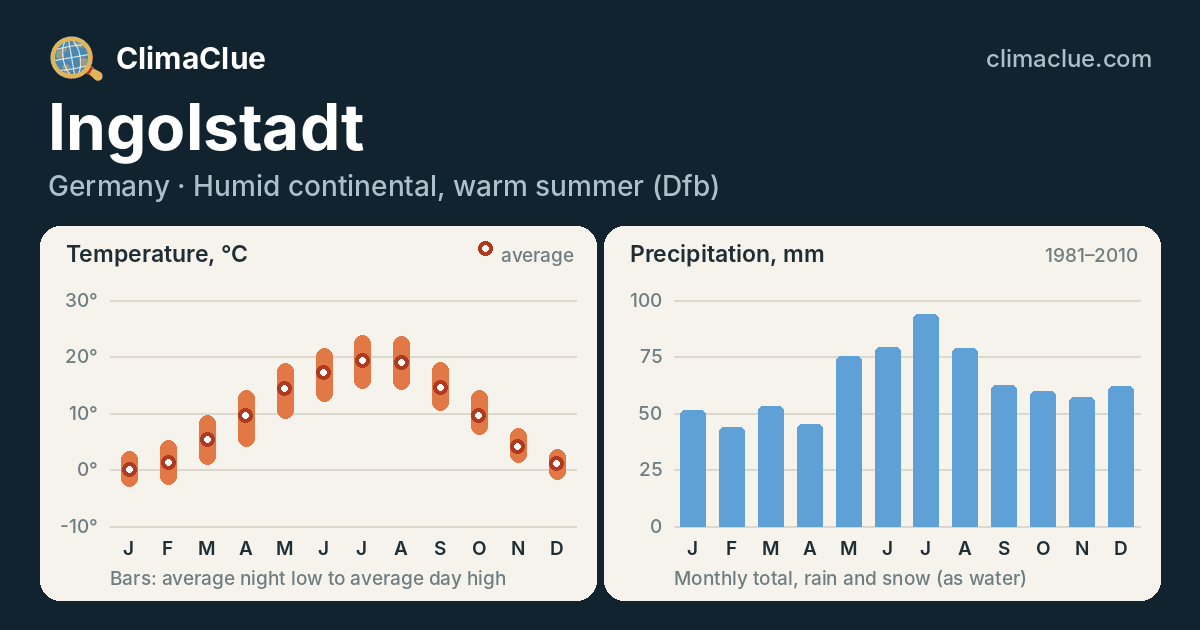 ClimaClue
climaclue.com
Ingolstadt
Germany · Humid continental, warm summer (Dfb)
Temperature, °C
average
30°
20°
10°
0°
-10°
J F M A M J J A S O N D
Bars: average night low to average day high
Precipitation, mm
1981–2010
100
75
50
25
0
J F M A M J J A S O N D
Monthly total, rain and snow (as water)